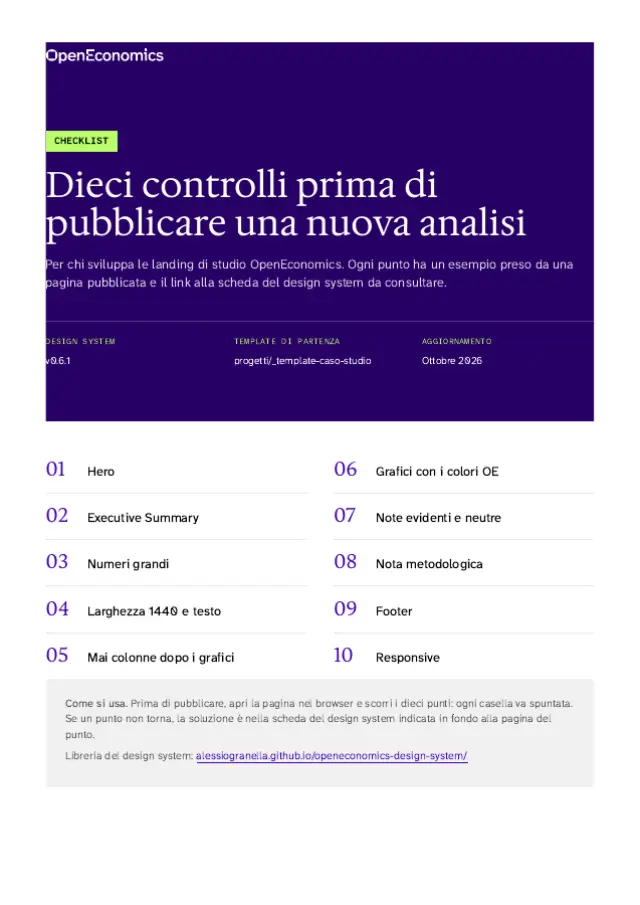 OpenEconomics
CHECKLIST
Dieci controlli prima di
pubblicare una nuova analisi
Per chi sviluppa le landing di studio OpenEconomics. Ogni punto ha un esempio preso da una
pagina pubblicata e il link alla scheda del design system da consultare.
DESIGN SYSTEM
v0.6.1
TEMPLATE DI PARTENZA
progetti/_template-caso-studio
AGGIORNAMENTO
Ottobre 2026
01 Hero
02 Executive Summary
03 Numeri grandi
04 Larghezza 1440 e testo
05 Mai colonne dopo i grafici
06 Grafici con i colori OE
07 Note evidenti e neutre
08 Nota metodologica
09 Footer
10 Responsive
Come si usa. Prima di pubblicare, apri la pagina nel browser e scorri i dieci punti: ogni casella va spuntata.
Se un punto non torna, la soluzione è nella scheda del design system indicata in fondo alla pagina del
punto.
Libreria del design system: alessiogranella.github.io/openeconomics-design-system/